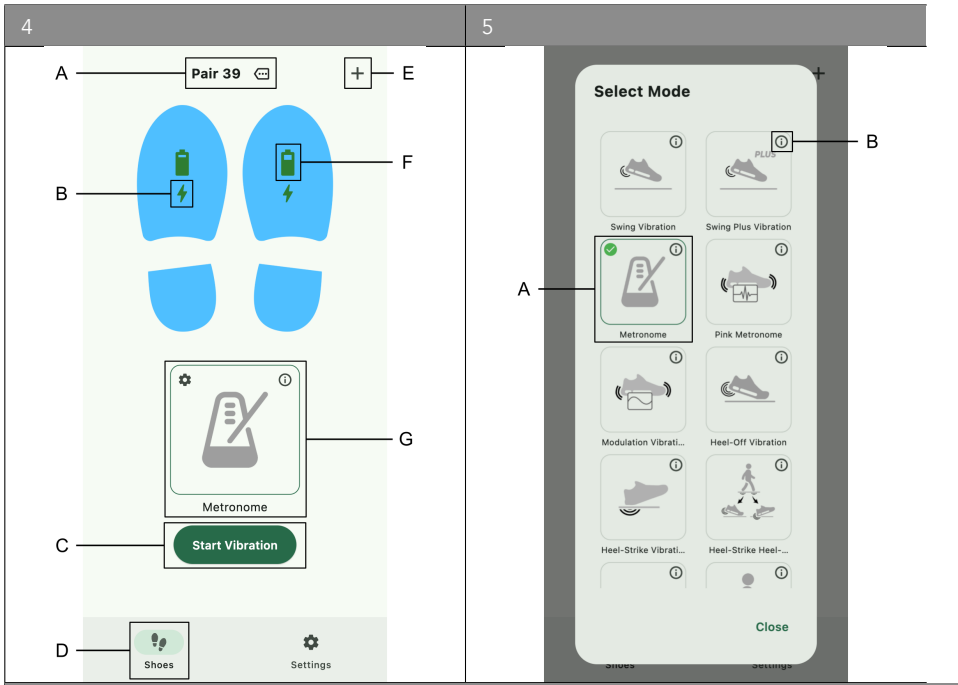 4
5
A
Pair 39
E
F
B
G
Metronome
C
Start Vibration
D
Shoes
Settings
Select Mode
PLUS
B
Swing Vibration
Swing Plus Vibration
A
Metronome
Pink Metronome
Modulation Vibrati...
Heel-Off Vibration
Heel-Strike Vibrati...
Heel-Strike Heel-...
Close
Shoes
Settings